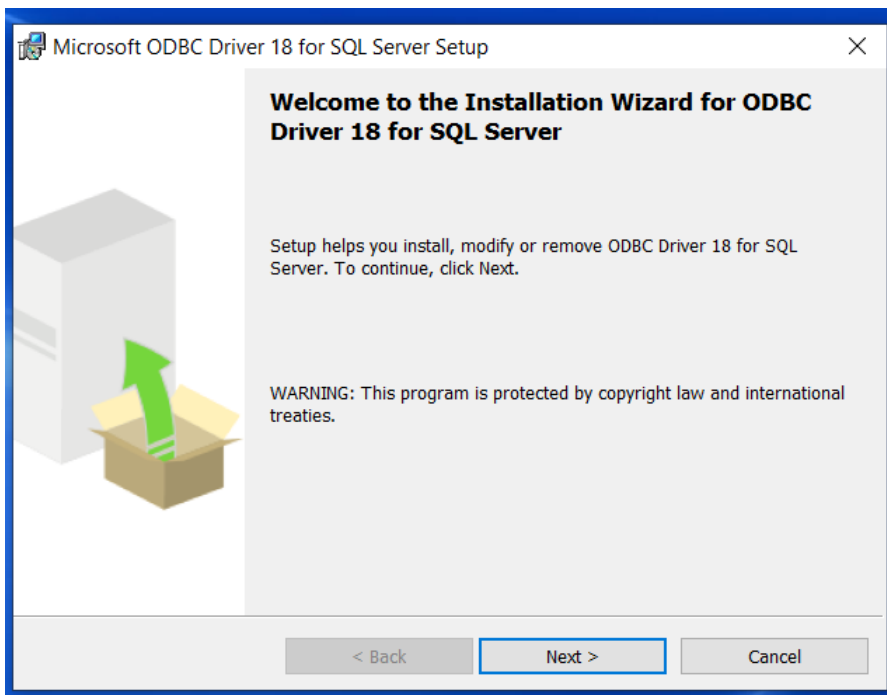 Microsoft ODBC Driver 18 for SQL Server Setup
Welcome to the Installation Wizard for ODBC
Driver 18 for SQL Server
Setup helps you install, modify or remove ODBC Driver 18 for SQL
Server. To continue, click Next.
WARNING: This program is protected by copyright law and international
treaties.
< Back
Next >
Cancel